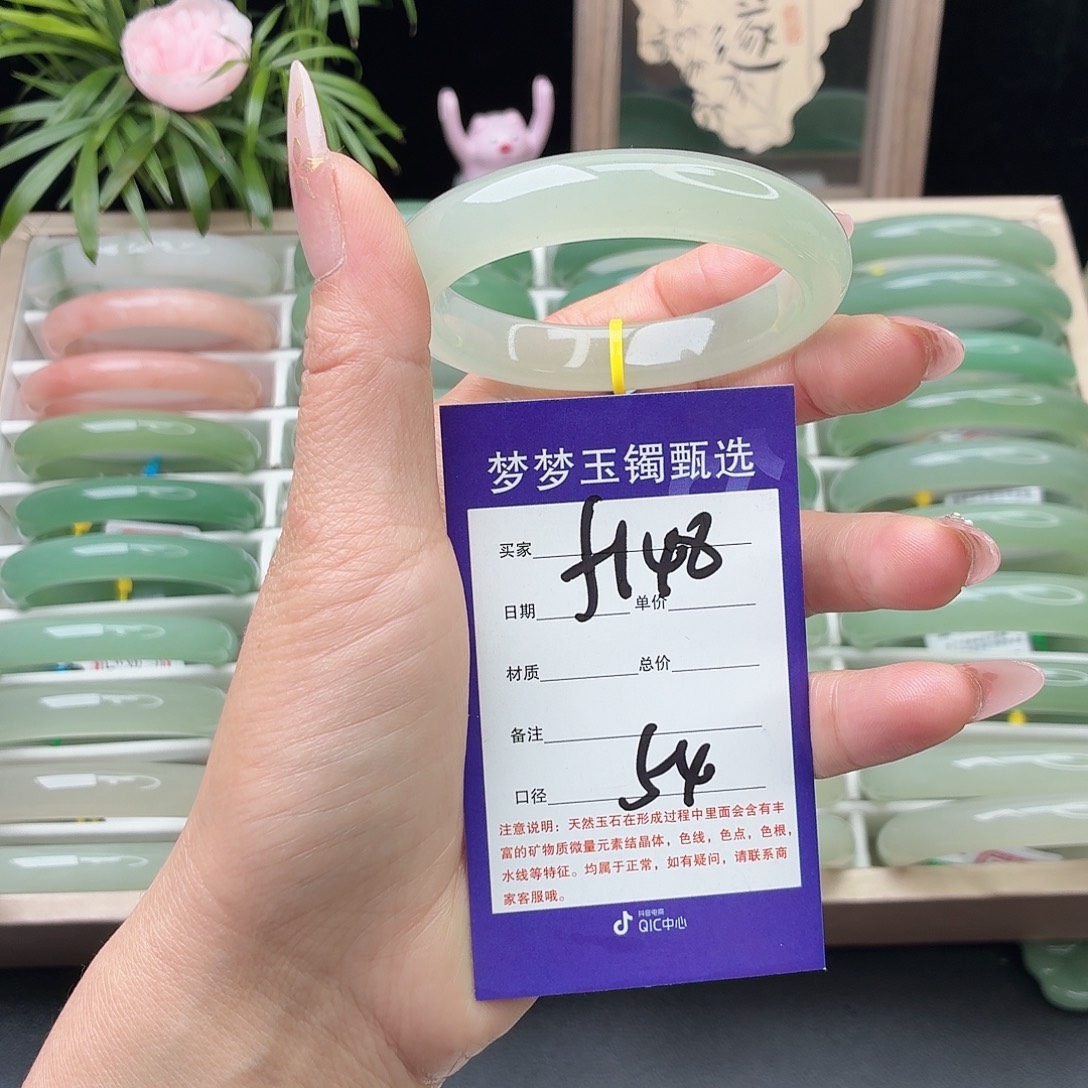 缘
梦梦玉镯甄选
买家 fH48
日期 单价
材质 总价
备注
口径 54
注意说明：天然玉石在形成过程中里面会含有丰
富的矿物质微量元素结晶体，色线，色点，色根，
水线等特征。均属于正常，如有疑问，请联系商
家客服哦。
抖音电商
QIC中心